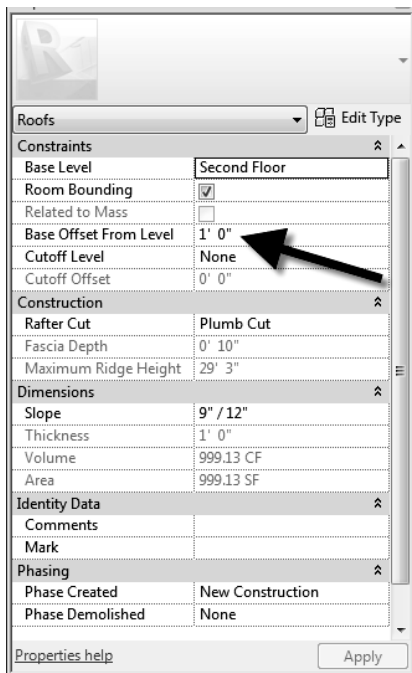 Roofs Edit Type
Constraints
Base Level Second Floor
Room Bounding
Related to Mass
Base Offset From Level 1' 0"
Cutoff Level None
Cutoff Offset 0' 0"
Construction
Rafter Cut Plumb Cut
Fascia Depth 0' 10"
Maximum Ridge Height 29' 3"
Dimensions
Slope 9" / 12"
Thickness 1' 0"
Volume 999.13 CF
Area 999.13 SF
Identity Data
Comments
Mark
Phasing
Phase Created New Construction
Phase Demolished None
Properties help Apply